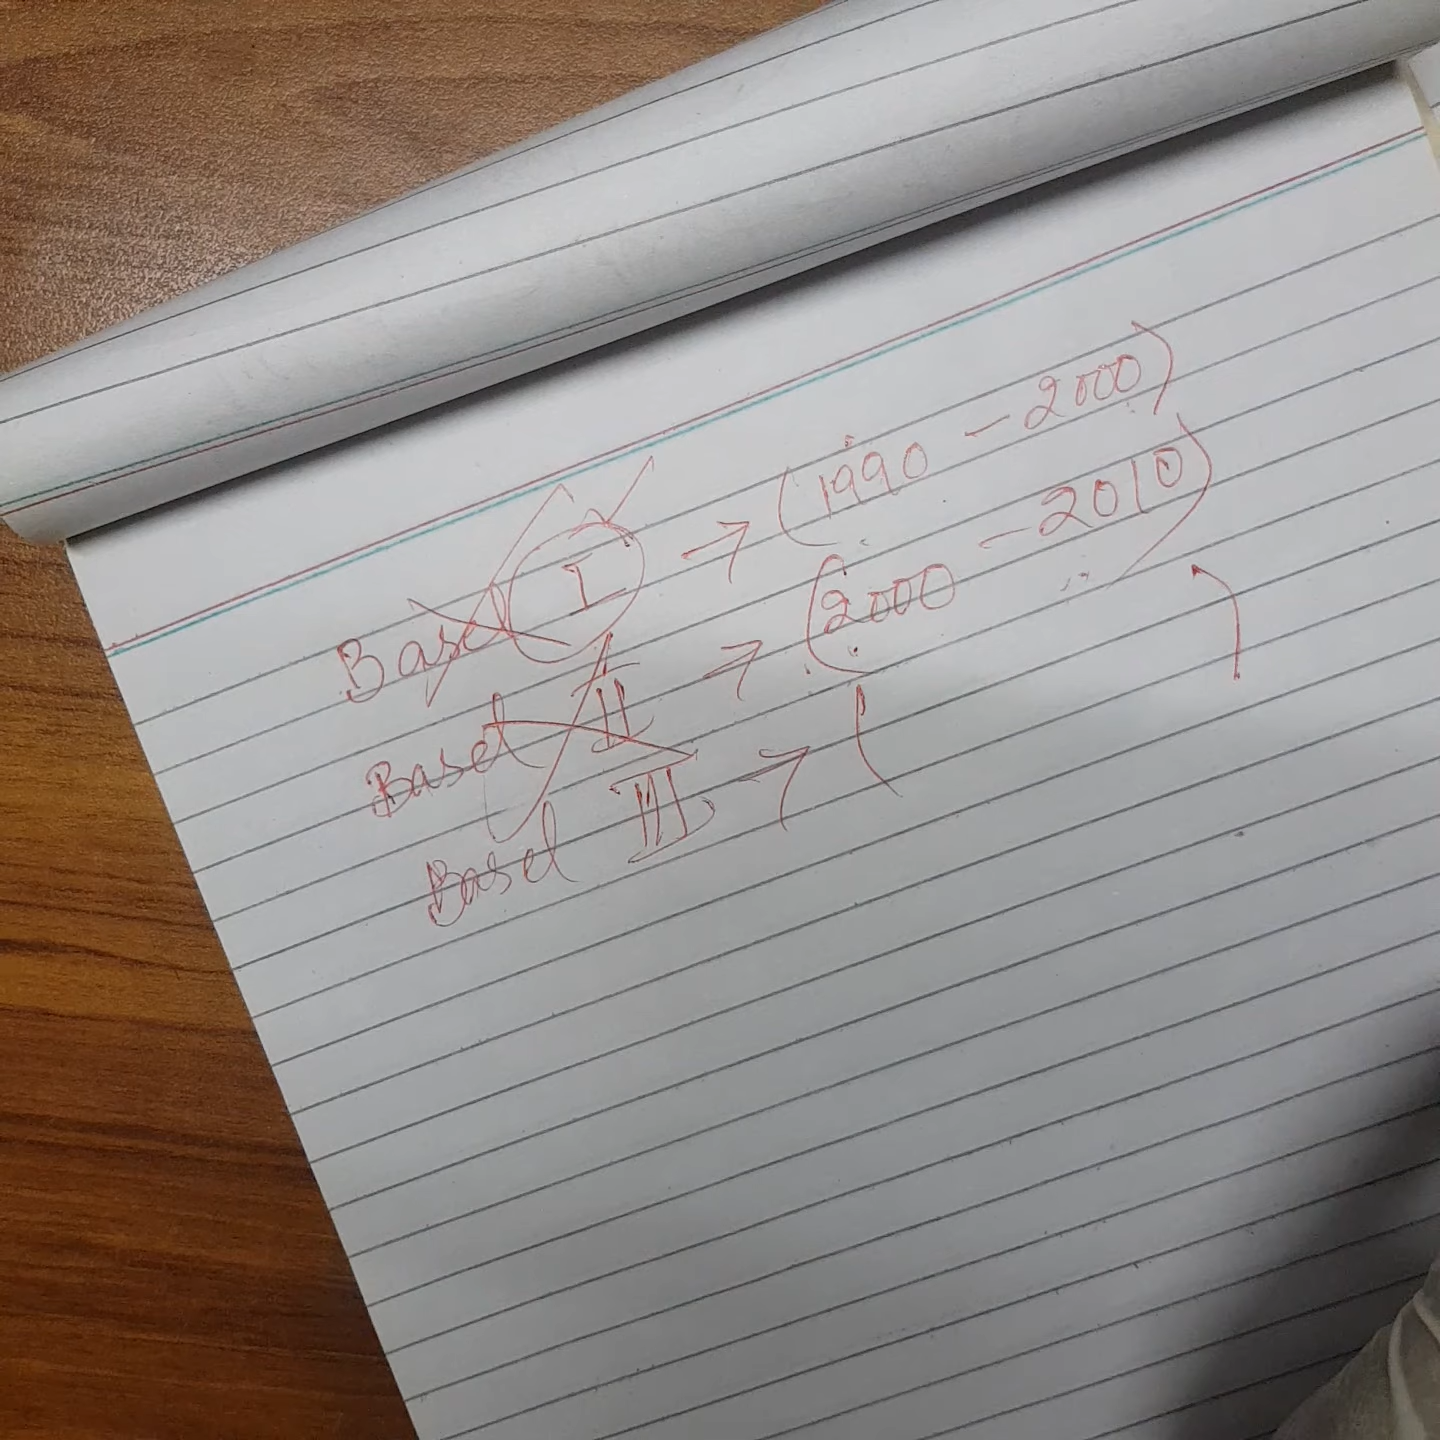 Basel I → (1990 - 2000)
Basel II → (2000 - 2010)
Basel III → ( )